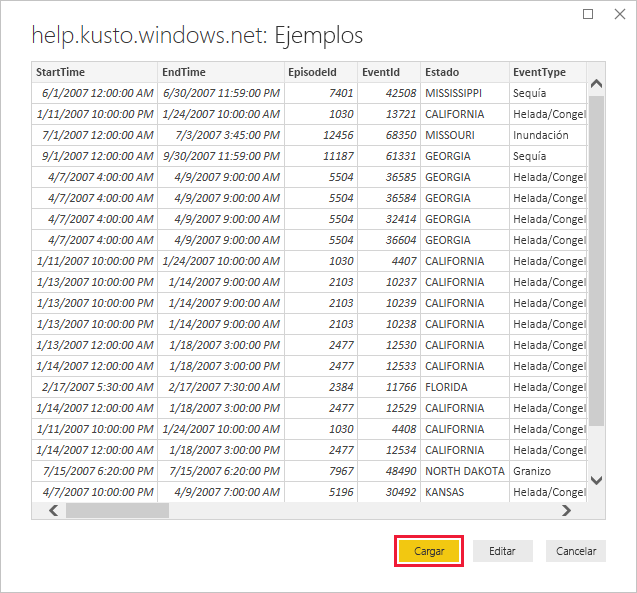 help.kusto.windows.net: Ejemplos
StartTime EndTime EpisodeId EventId Estado EventType
6/1/2007 12:00:00 AM 6/30/2007 11:59:00 PM 7401 42508 MISSISSIPPI Sequía
1/11/2007 10:00:00 PM 1/24/2007 10:00:00 AM 1030 13721 CALIFORNIA Helada/Congel
7/1/2007 12:00:00 AM 7/3/2007 3:45:00 PM 12456 68350 MISSOURI Inundación
9/1/2007 12:00:00 AM 9/30/2007 11:59:00 PM 11187 61331 GEORGIA Sequía
4/7/2007 4:00:00 AM 4/9/2007 9:00:00 AM 5504 36585 GEORGIA Helada/Congel
4/7/2007 4:00:00 AM 4/9/2007 9:00:00 AM 5504 36584 GEORGIA Helada/Congel
4/7/2007 4:00:00 AM 4/9/2007 9:00:00 AM 5504 32414 GEORGIA Helada/Congel
4/7/2007 4:00:00 AM 4/9/2007 9:00:00 AM 5504 36604 GEORGIA Helada/Congel
1/11/2007 10:00:00 PM 1/24/2007 10:00:00 AM 1030 4407 CALIFORNIA Helada/Congel
1/13/2007 10:00:00 PM 1/14/2007 9:00:00 AM 2103 10237 CALIFORNIA Helada/Congel
1/13/2007 10:00:00 PM 1/14/2007 9:00:00 AM 2103 10239 CALIFORNIA Helada/Congel
1/13/2007 10:00:00 PM 1/14/2007 9:00:00 AM 2103 10238 CALIFORNIA Helada/Congel
1/13/2007 12:00:00 AM 1/18/2007 3:00:00 PM 2477 12530 CALIFORNIA Helada/Congel
1/14/2007 12:00:00 AM 1/18/2007 3:00:00 PM 2477 12533 CALIFORNIA Helada/Congel
2/17/2007 5:30:00 AM 2/17/2007 7:30:00 AM 2384 11766 FLORIDA Helada/Congel
1/14/2007 12:00:00 AM 1/18/2007 3:00:00 PM 2477 12529 CALIFORNIA Helada/Congel
1/11/2007 10:00:00 PM 1/24/2007 10:00:00 AM 1030 4408 CALIFORNIA Helada/Congel
1/14/2007 12:00:00 AM 1/18/2007 3:00:00 PM 2477 12534 CALIFORNIA Helada/Congel
7/15/2007 6:20:00 PM 7/15/2007 6:20:00 PM 7967 48490 NORTH DAKOTA Granizo
4/7/2007 10:00:00 PM 4/9/2007 7:00:00 AM 5196 30492 KANSAS Helada/Congel
Cargar Editar Cancelar